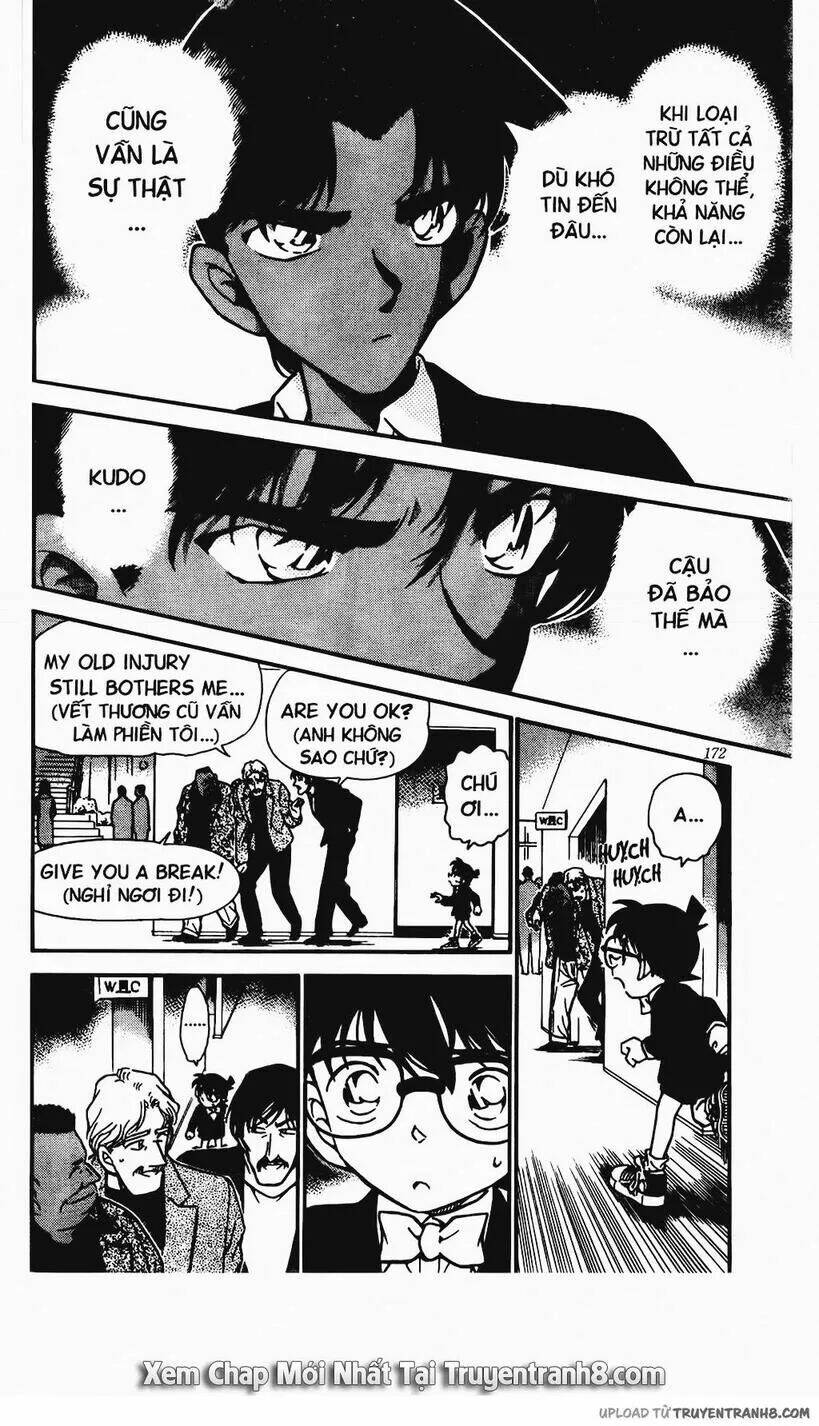 KHI LOẠI
TRỪ TẤT CẢ
NHỮNG ĐIỀU
KHÔNG THỂ,
KHẢ NĂNG
CÒN LẠI...
DÙ KHÓ
TIN ĐẾN
ĐÂU...
CŨNG
VẪN LÀ
SỰ THẬT
...
KUDO
...
CẬU
ĐÃ BẢO
THẾ MÀ
...
172
MY OLD INJURY
STILL BOTHERS ME...
(VẾT THƯƠNG CŨ VẪN
LÀM PHIỀN TÔI...)
ARE YOU OK?
(ANH KHÔNG
SAO CHỨ?)
CHÚ
ƠI...
GIVE YOU A BREAK!
(NGHỈ NGƠI ĐI!)
A...
W.C
HUỴCH
HUỴCH
W.C
......
Xem Chap Mới Nhất Tại Truyentranh8.com
UPLOAD TỪ TRUYENTRANH8.COM